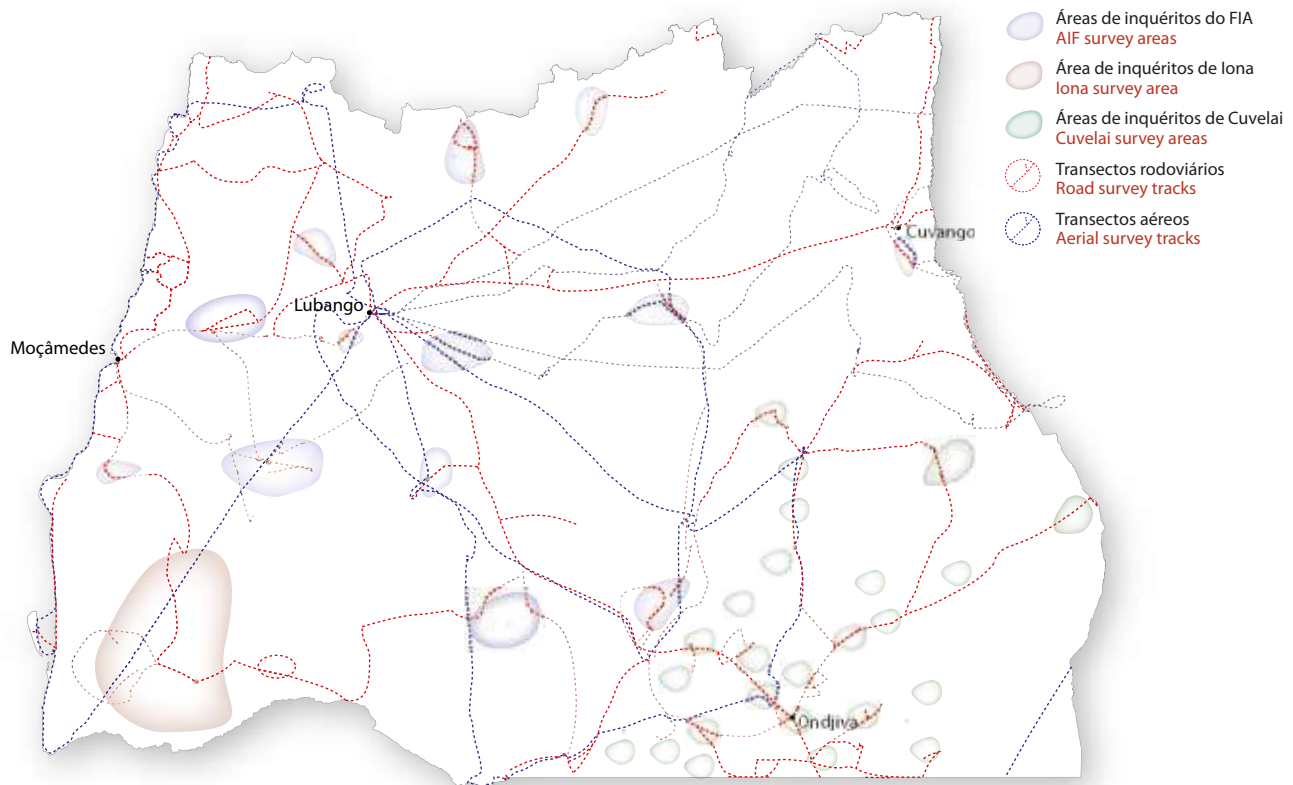 Áreas de inquéritos do FIA
AIF survey areas
Área de inquéritos de Iona
Iona survey area
Áreas de inquéritos de Cuvelai
Cuvelai survey areas
Transectos rodoviários
Road survey tracks
Transectos aéreos
Aerial survey tracks
Cuvango
Lubango
Moçâmedes
Ondjiva